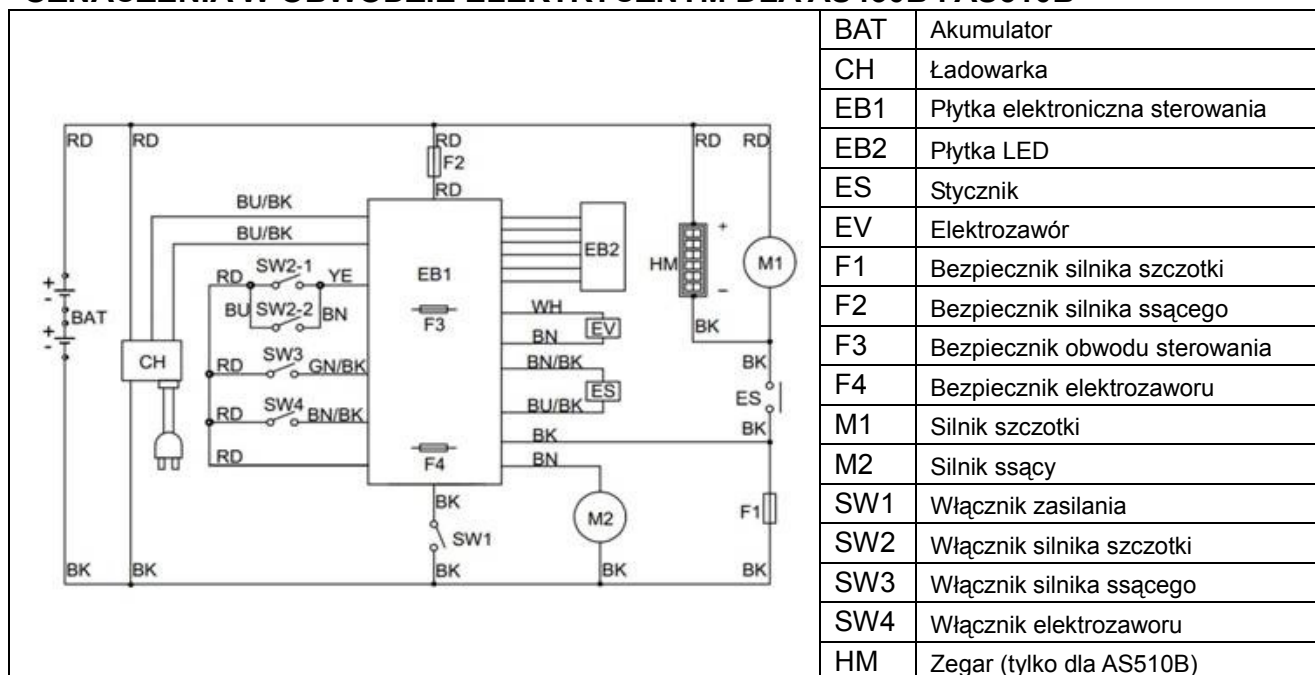 OZNACZENIA W OBWODZIE ELEKTRYCZNYM DLA AS510B
RD RD RD RD RD
F2
RD
BU/BK
BU/BK
EB2
HM + M1
SW2-1
RD YE
EB1
BU SW2-2 BN
F3
+
-
BAT
+
-
WH
EV
BN
−
BK
CH
SW3
RD GN/BK
BN/BK
BK
ES
ES
SW4
RD BN/BK
BU/BK
BK
BK
RD
F4
BN
BK
M2
F1
SW1
BK BK BK BK BK
BAT Akumulator
CH Ładowarka
EB1 Płytka elektroniczna sterowania
EB2 Płytka LED
ES Stycznik
EV Elektrozawór
F1 Bezpiecznik silnika szczotki
F2 Bezpiecznik silnika ssącego
F3 Bezpiecznik obwodu sterowania
F4 Bezpiecznik elektrozaworu
M1 Silnik szczotki
M2 Silnik ssący
SW1 Włącznik zasilania
SW2 Włącznik silnika szczotki
SW3 Włącznik silnika ssącego
SW4 Włącznik elektrozaworu
HM Zegar (tylko dla AS510B)